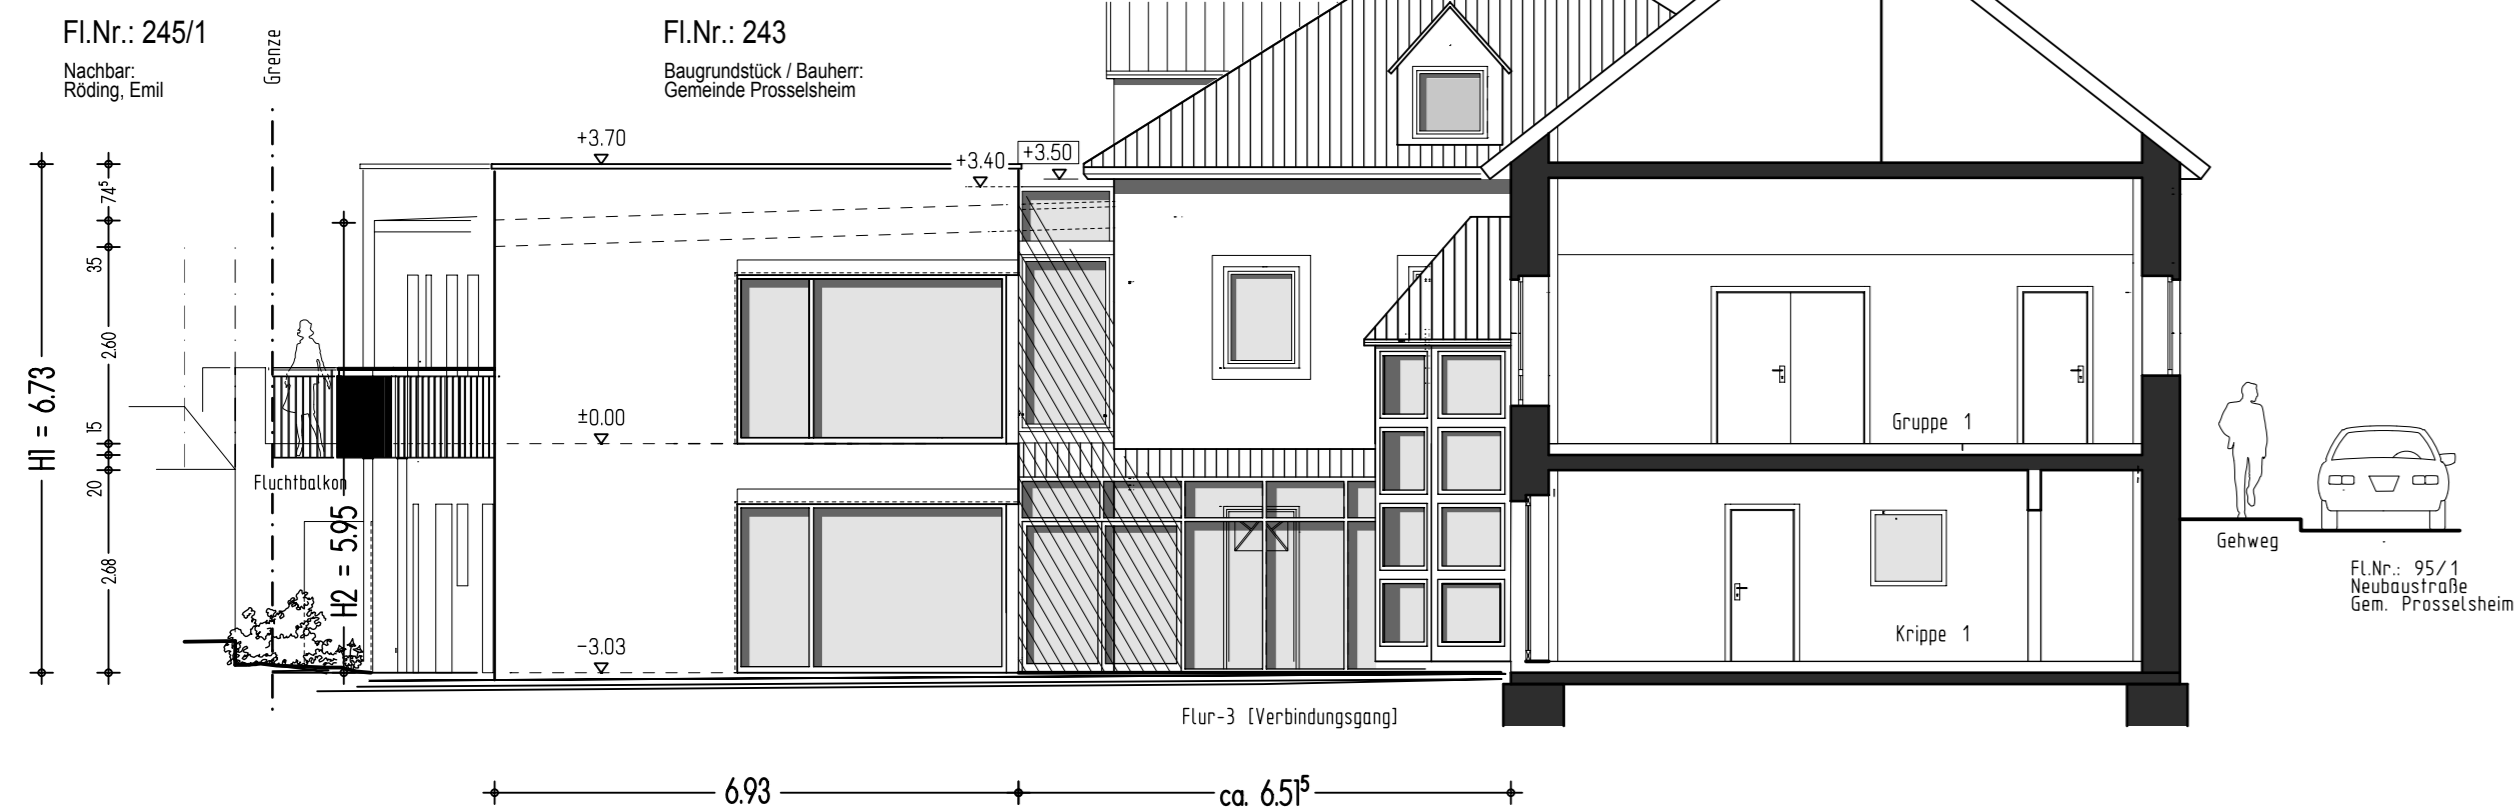 Fl.Nr.: 245/1
Nachbar:
Röding, Emil
Grenze
Fl.Nr.: 243
Baugrundstück / Bauherr:
Gemeinde Prosselsheim
+3.70
+3.40
+3.50
74⁵
35
2.60
15
20
2.68
H1 = 6.73
H2 = 5.95
±0.00
Fluchtbalkon
-3.03
Gruppe 1
Krippe 1
Gehweg
Fl.Nr.: 95/1
Neubaustraße
Gem. Prosselsheim
Flur-3 [Verbindungsgang]
6.93
ca. 6.51⁵